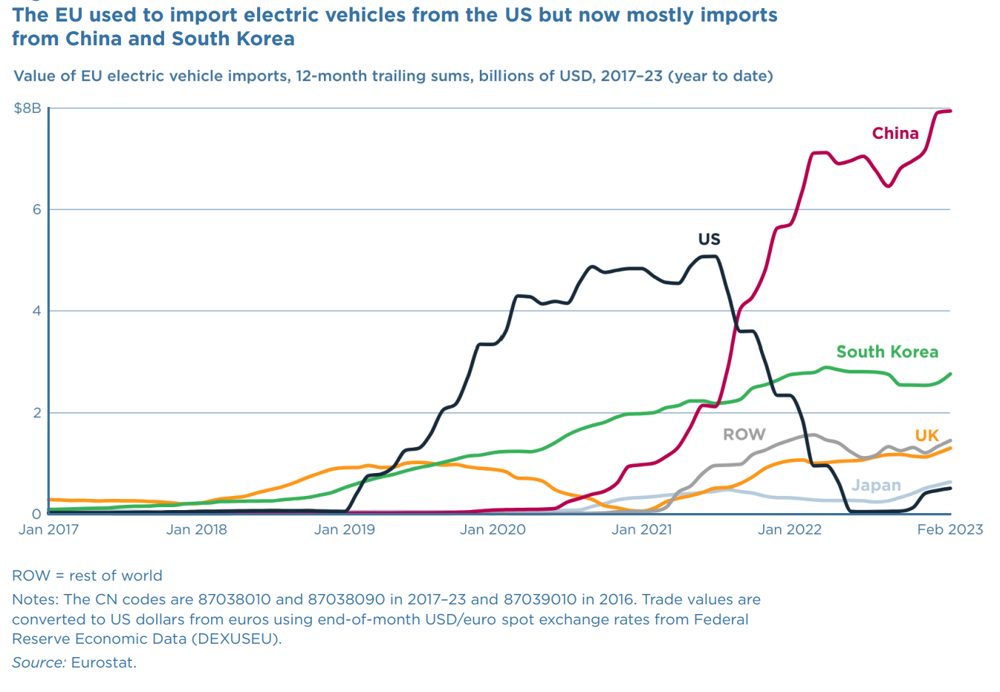 The EU used to import electric vehicles from the US but now mostly imports
from China and South Korea
Value of EU electric vehicle imports, 12-month trailing sums, billions of USD, 2017–23 (year to date)
$8B
China
6
US
4
South Korea
2
ROW
UK
Japan
0
Jan 2017
Jan 2018
Jan 2019
Jan 2020
Jan 2021
Jan 2022
Feb 2023
ROW = rest of world
Notes: The CN codes are 87038010 and 87038090 in 2017–23 and 87039010 in 2016. Trade values are
converted to US dollars from euros using end-of-month USD/euro spot exchange rates from Federal
Reserve Economic Data (DEXUSEU).
Source: Eurostat.